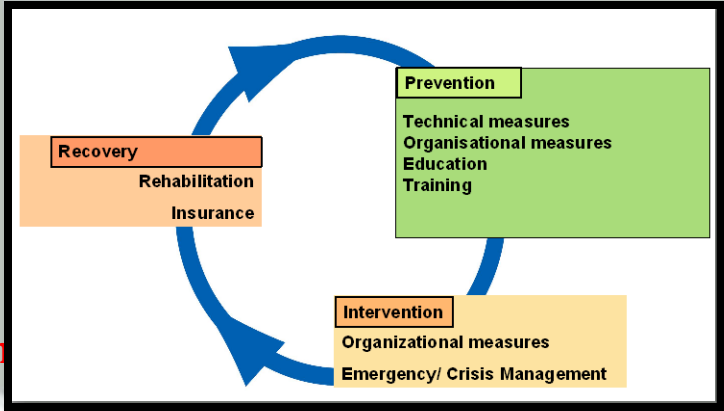 Prevention
Technical measures
Organisational measures
Education
Training
Recovery
Rehabilitation
Insurance
Intervention
Organizational measures
Emergency/ Crisis Management